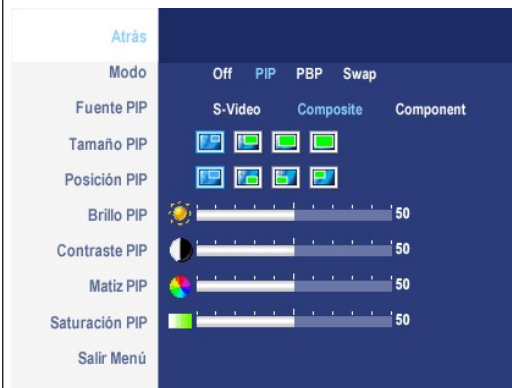 Atrás
Modo Off PIP PBP Swap
Fuente PIP S-Video Composite Component
Tamaño PIP
Posición PIP
Brillo PIP 50
Contraste PIP 50
Matiz PIP 50
Saturación PIP 50
Salir Menú